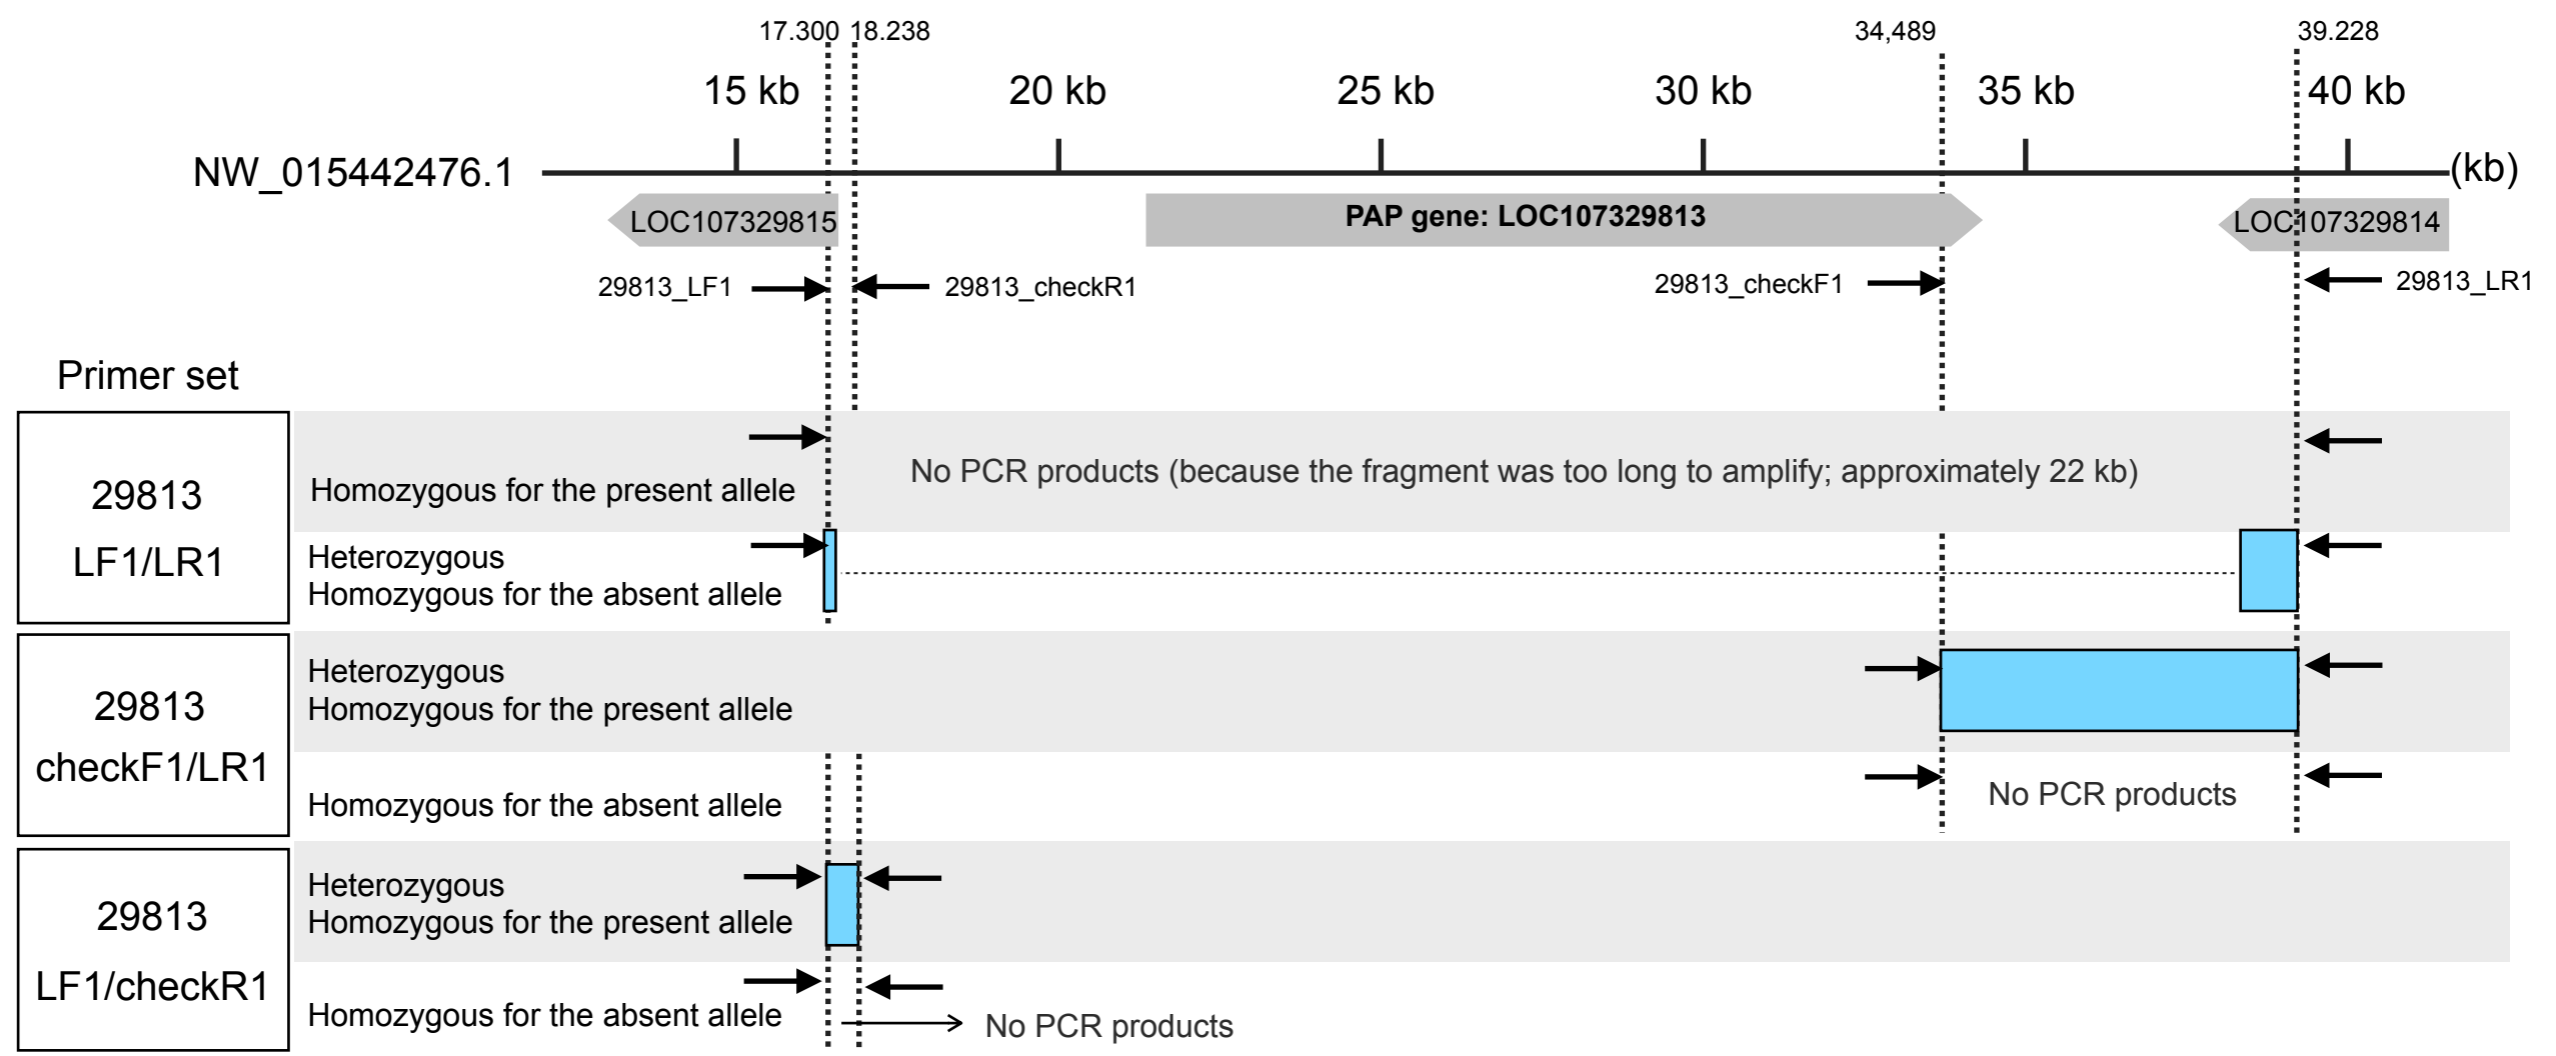 17.300 18.238 34,489 39.228
15 kb 20 kb 25 kb 30 kb 35 kb 40 kb
NW_015442476.1 (kb)
LOC107329815 PAP gene: LOC107329813 LOC107329814
29813_LF1 29813_checkR1 29813_checkF1 29813_LR1
Primer set
29813
LF1/LR1
Homozygous for the present allele
No PCR products (because the fragment was too long to amplify; approximately 22 kb)
Heterozygous
Homozygous for the absent allele
29813
checkF1/LR1
Heterozygous
Homozygous for the present allele
Homozygous for the absent allele
No PCR products
29813
LF1/checkR1
Heterozygous
Homozygous for the present allele
Homozygous for the absent allele
No PCR products